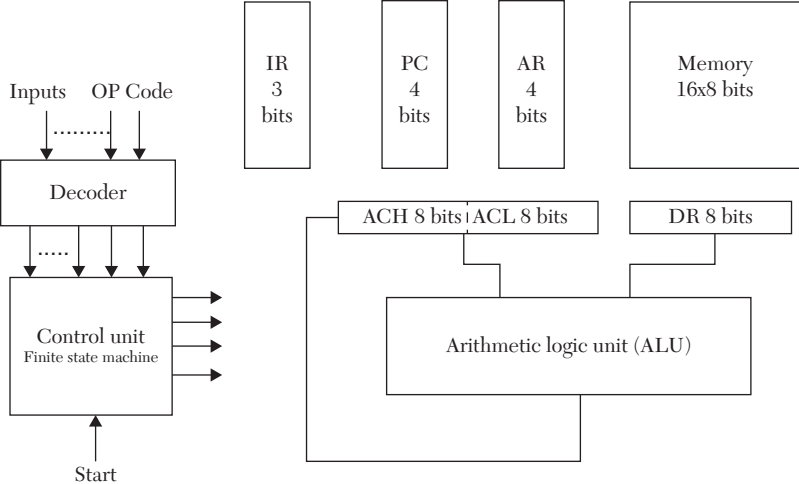 IR
3
bits
PC
4
bits
AR
4
bits
Memory
16x8 bits
Inputs OP Code
Decoder
ACH 8 bits ACL 8 bits
DR 8 bits
Control unit
Finite state machine
Arithmetic logic unit (ALU)
Start